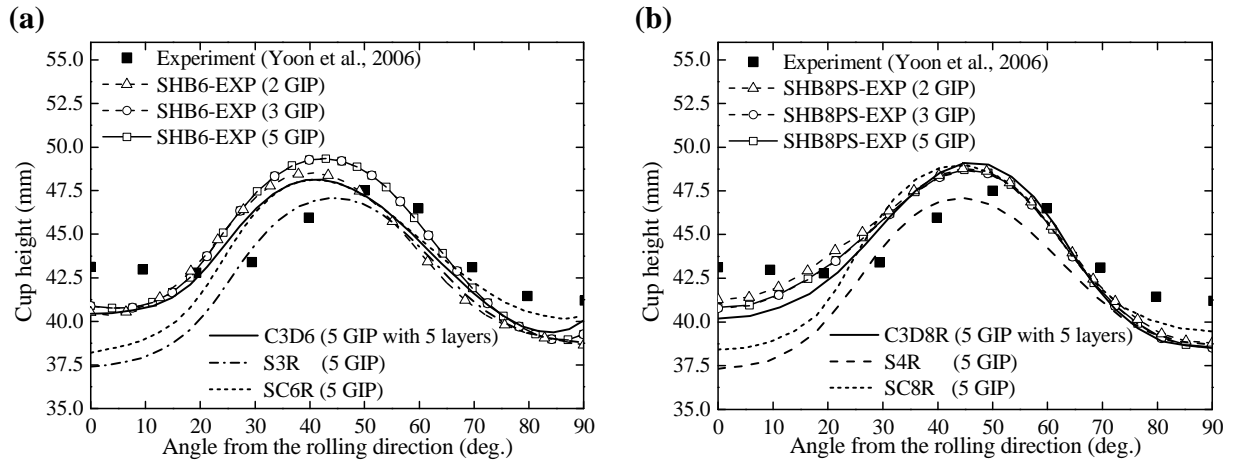 (a)
55.0
52.5
50.0
47.5
45.0
42.5
40.0
37.5
35.0
Cup height (mm)
Experiment (Yoon et al., 2006)
SHB6-EXP (2 GIP)
SHB6-EXP (3 GIP)
SHB6-EXP (5 GIP)
C3D6 (5 GIP with 5 layers)
S3R (5 GIP)
SC6R (5 GIP)
0 10 20 30 40 50 60 70 80 90
Angle from the rolling direction (deg.)
(b)
55.0
52.5
50.0
47.5
45.0
42.5
40.0
37.5
35.0
Cup height (mm)
Experiment (Yoon et al., 2006)
SHB8PS-EXP (2 GIP)
SHB8PS-EXP (3 GIP)
SHB8PS-EXP (5 GIP)
C3D8R (5 GIP with 5 layers)
S4R (5 GIP)
SC8R (5 GIP)
0 10 20 30 40 50 60 70 80 90
Angle from the rolling direction (deg.)